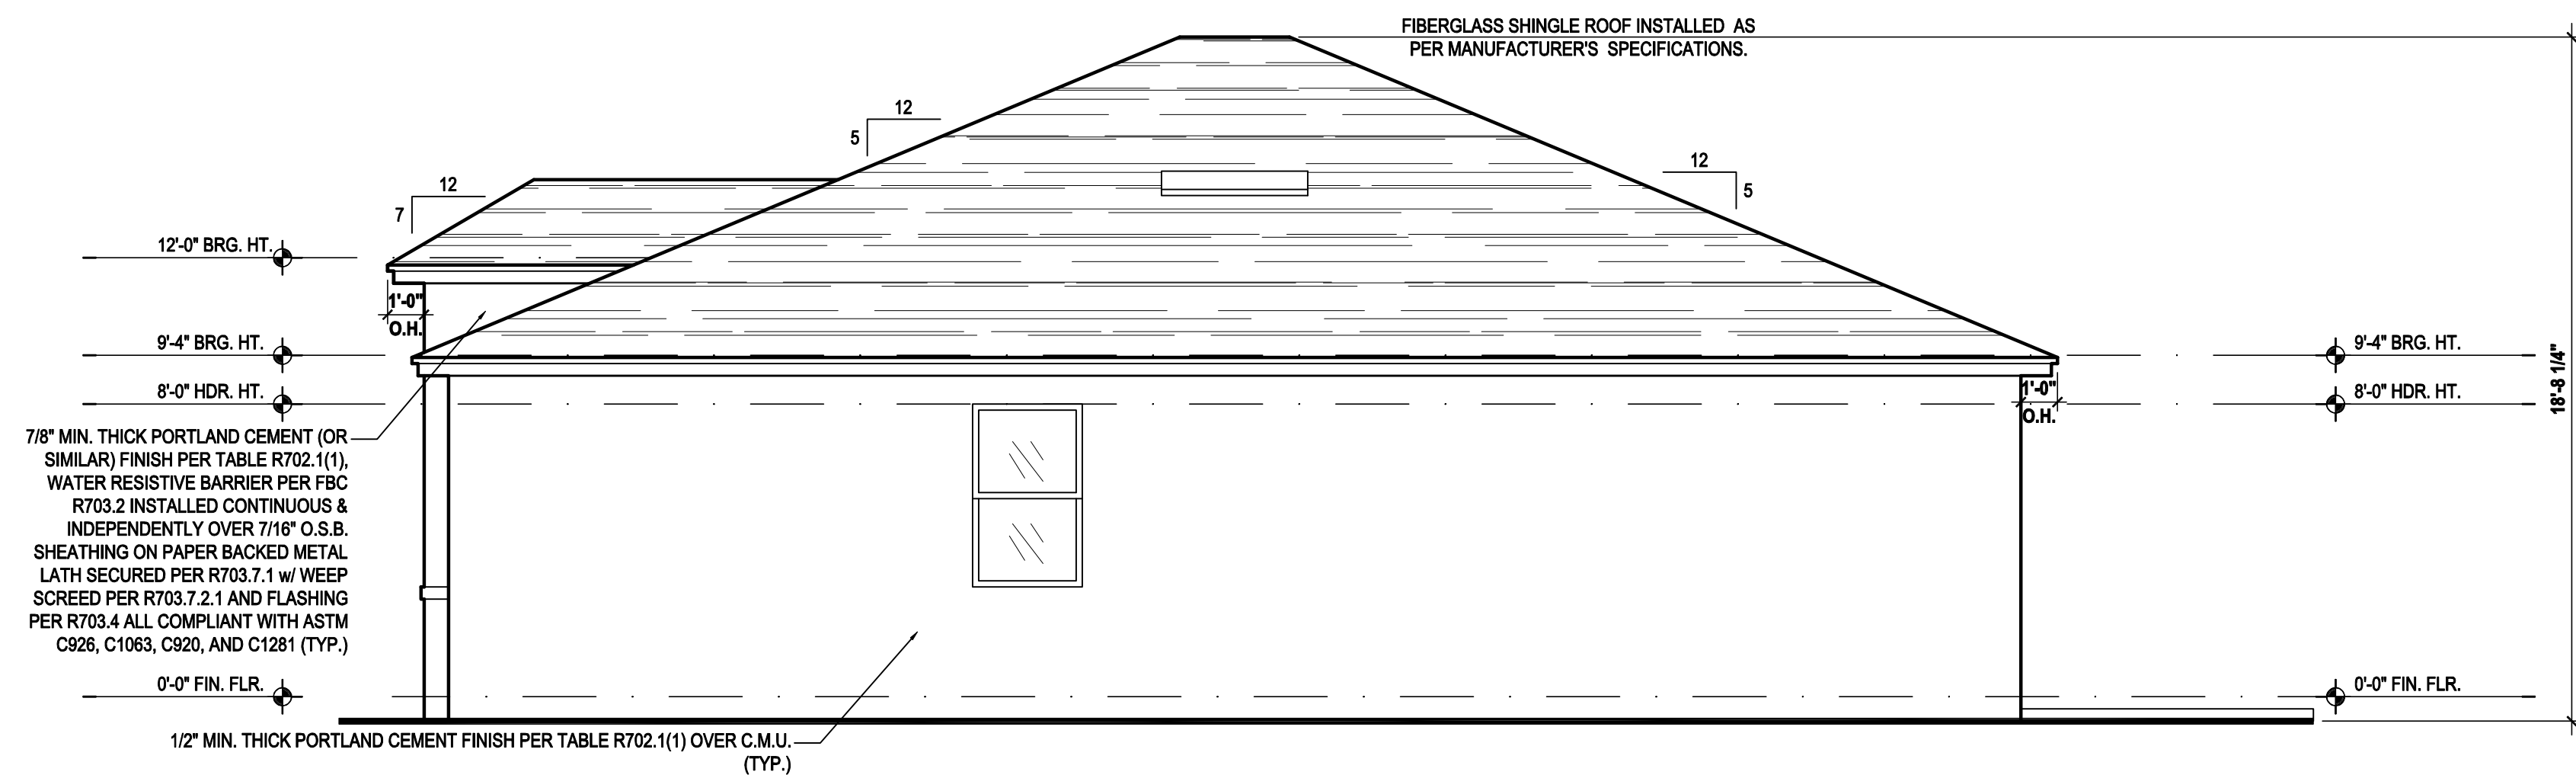 FIBERGLASS SHINGLE ROOF INSTALLED AS
PER MANUFACTURER'S SPECIFICATIONS.
12
5
12
5
12
7
12'-0" BRG. HT.
1'-0"
O.H.
9'-4" BRG. HT.
8'-0" HDR. HT.
9'-4" BRG. HT.
8'-0" HDR. HT.
1'-0"
O.H.
18'-8 1/4"
7/8" MIN. THICK PORTLAND CEMENT (OR
SIMILAR) FINISH PER TABLE R702.1(1),
WATER RESISTIVE BARRIER PER FBC
R703.2 INSTALLED CONTINUOUS &
INDEPENDENTLY OVER 7/16" O.S.B.
SHEATHING ON PAPER BACKED METAL
LATH SECURED PER R703.7.1 w/ WEEP
SCREED PER R703.7.2.1 AND FLASHING
PER R703.4 ALL COMPLIANT WITH ASTM
C926, C1063, C920, AND C1281 (TYP.)
0'-0" FIN. FLR.
0'-0" FIN. FLR.
1/2" MIN. THICK PORTLAND CEMENT FINISH PER TABLE R702.1(1) OVER C.M.U.
(TYP.)